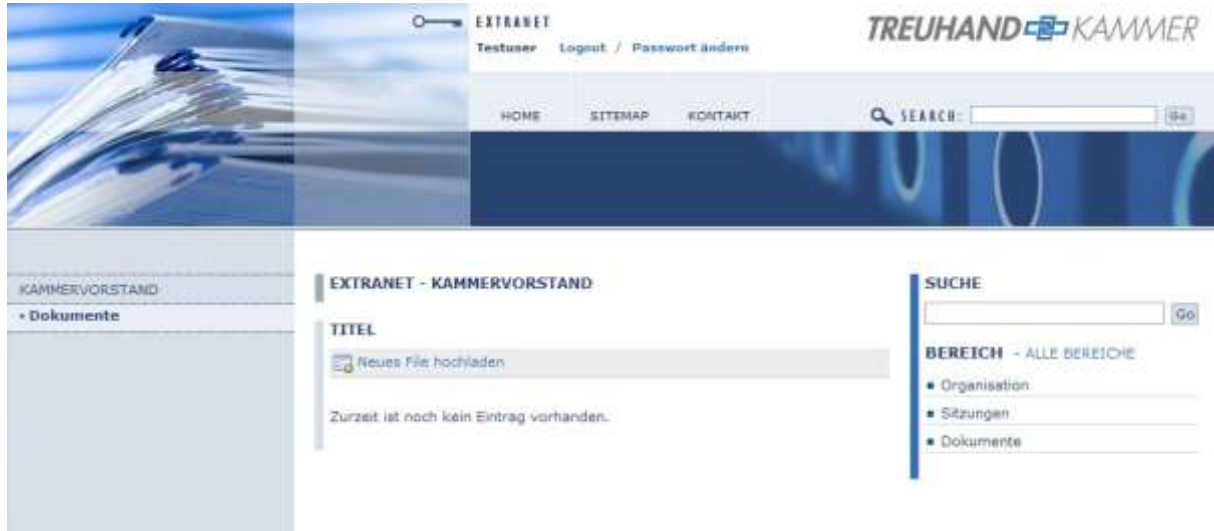 EXTRANET
Testuser Logout / Passwort ändern
TREUHAND KAMMER
HOME SITEMAP KONTAKT
SEARCH: Go
KAMMERVORSTAND
Dokumente
EXTRANET - KAMMERVORSTAND
TITEL
Neues File hochladen
Zurzeit ist noch kein Eintrag vorhanden.
SUCHE
Go
BEREICH - ALLE BEREICHE
Organisation
Sitzungen
Dokumente